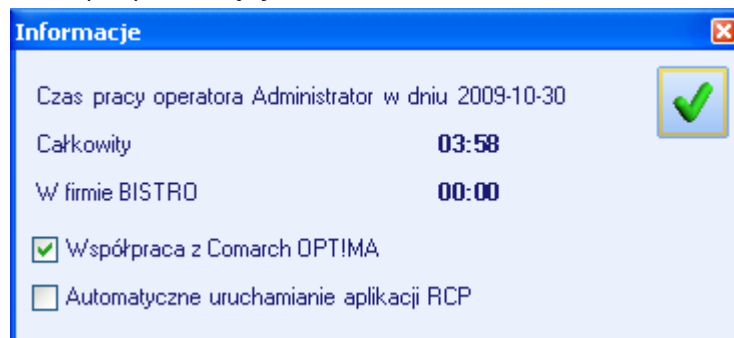 Informacje
Czas pracy operatora Administrator w dniu 2009-10-30
Całkowity 03:58
W firmie BISTRO 00:00
Współpraca z Comarch OPT!MA
Automatyczne uruchamianie aplikacji RCP